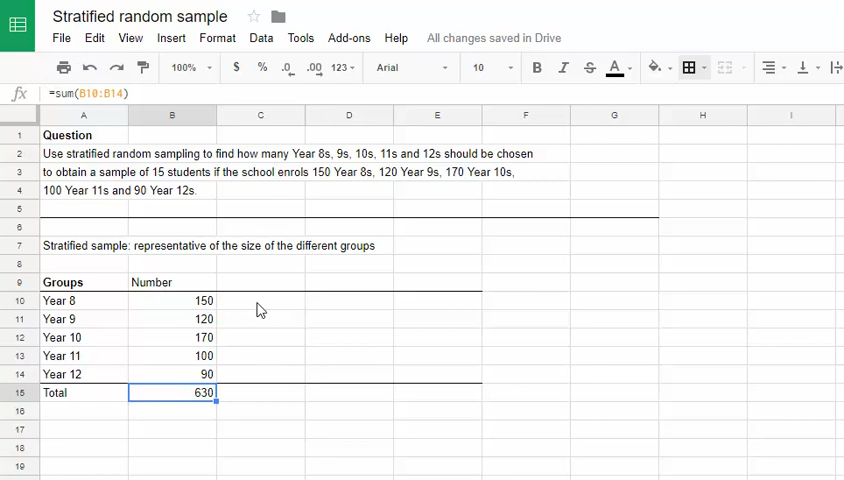 Stratified random sample
File Edit View Insert Format Data Tools Add-ons Help All changes saved in Drive
100% $ % .0 .00 123 Arial 10 B I S A
fx =sum(B10:B14)
A B C D E F G H I
1 Question
2 Use stratified random sampling to find how many Year 8s, 9s, 10s, 11s and 12s should be chosen
3 to obtain a sample of 15 students if the school enrols 150 Year 8s, 120 Year 9s, 170 Year 10s,
4 100 Year 11s and 90 Year 12s.
5
6
7 Stratified sample: representative of the size of the different groups
8
9 Groups Number
10 Year 8 150
11 Year 9 120
12 Year 10 170
13 Year 11 100
14 Year 12 90
15 Total 630
16
17
18
19